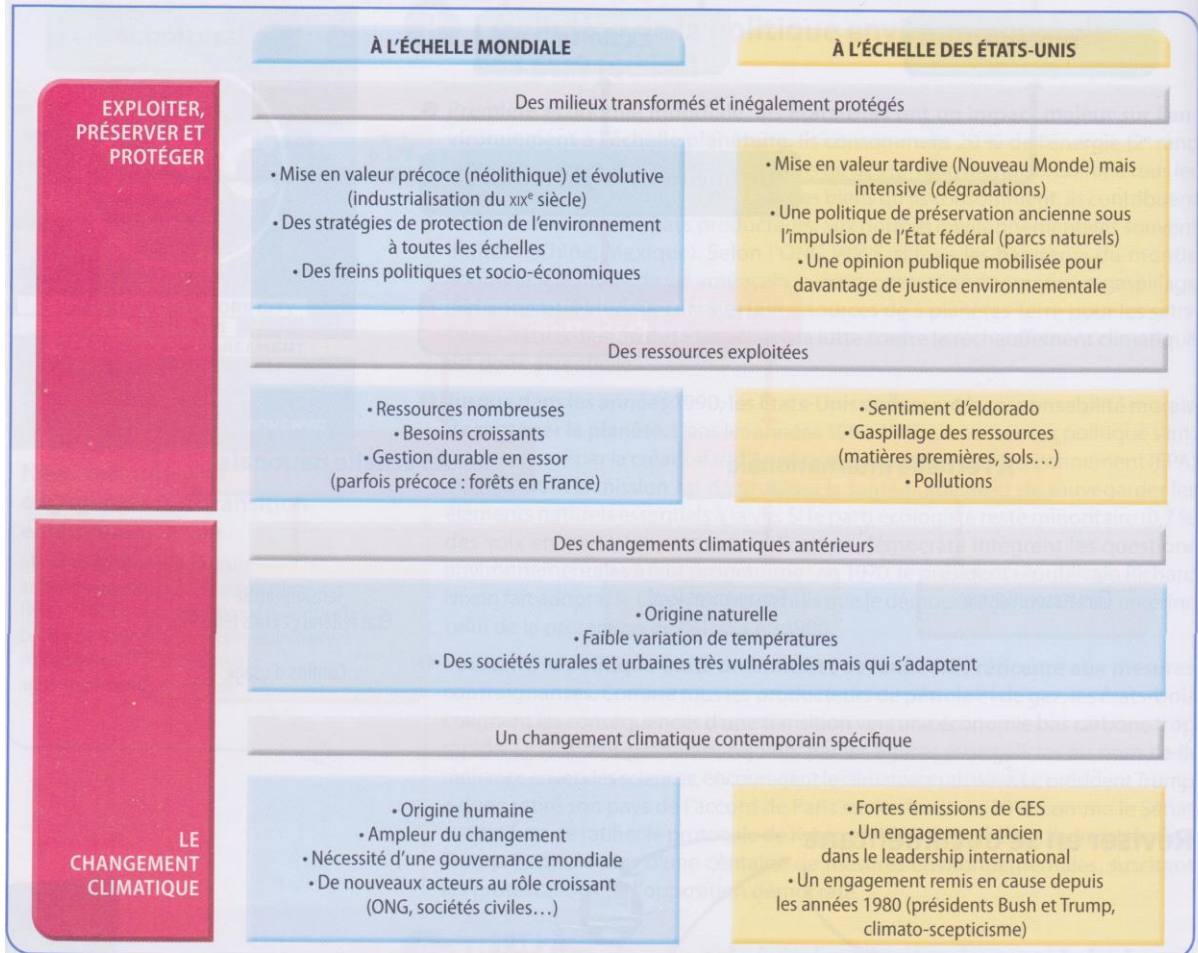 À L'ÉCHELLE MONDIALE
À L'ÉCHELLE DES ÉTATS-UNIS
EXPLOITER,
PRÉSERVER ET
PROTÉGER
Des milieux transformés et inégalement protégés
• Mise en valeur précoce (néolithique) et évolutive
(industrialisation du XIXe siècle)
• Des stratégies de protection de l'environnement
à toutes les échelles
• Des freins politiques et socio-économiques
• Mise en valeur tardive (Nouveau Monde) mais
intensive (dégradations)
• Une politique de préservation ancienne sous
l'impulsion de l'État fédéral (parcs naturels)
• Une opinion publique mobilisée pour
davantage de justice environnementale
Des ressources exploitées
• Ressources nombreuses
• Besoins croissants
• Gestion durable en essor
(parfois précoce : forêts en France)
• Sentiment d'eldorado
• Gaspillage des ressources
(matières premières, sols...)
• Pollutions
LE
CHANGEMENT
CLIMATIQUE
Des changements climatiques antérieurs
• Origine naturelle
• Faible variation de températures
• Des sociétés rurales et urbaines très vulnérables mais qui s'adaptent
Un changement climatique contemporain spécifique
• Origine humaine
• Ampleur du changement
• Nécessité d'une gouvernance mondiale
• De nouveaux acteurs au rôle croissant
(ONG, sociétés civiles...)
• Fortes émissions de GES
• Un engagement ancien
dans le leadership international
• Un engagement remis en cause depuis
les années 1980 (présidents Bush et Trump,
climato-scepticisme)